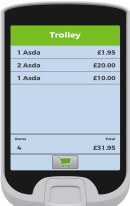 Trolley
1 Asda £1.95
2 Asda £20.00
1 Asda £10.00
Items Total
4 £31.95